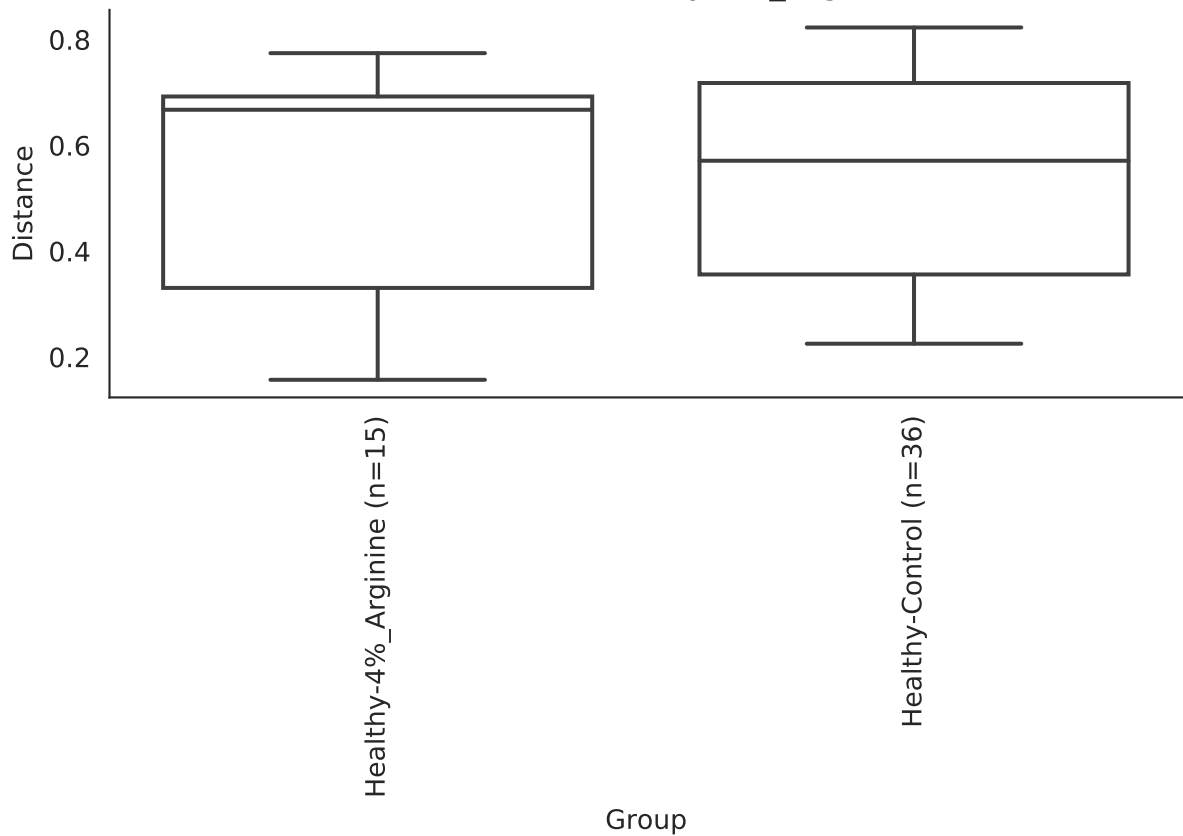 0.8
0.6
0.4
0.2
Distance
Healthy-4%_Arginine (n=15)
Healthy-Control (n=36)
Group